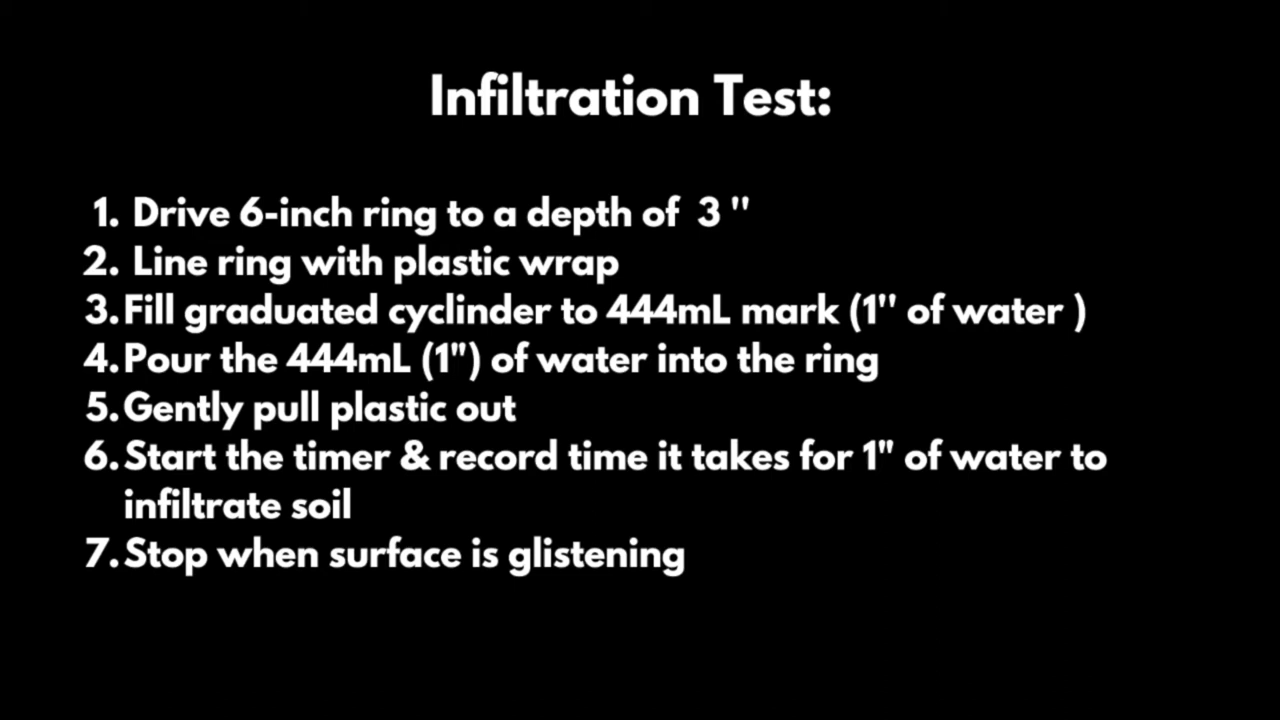 Infiltration Test:
1. Drive 6-inch ring to a depth of 3 "
2. Line ring with plastic wrap
3. Fill graduated cyclinder to 444mL mark (1'' of water )
4. Pour the 444mL (1") of water into the ring
5. Gently pull plastic out
6. Start the timer & record time it takes for 1" of water to
infiltrate soil
7. Stop when surface is glistening